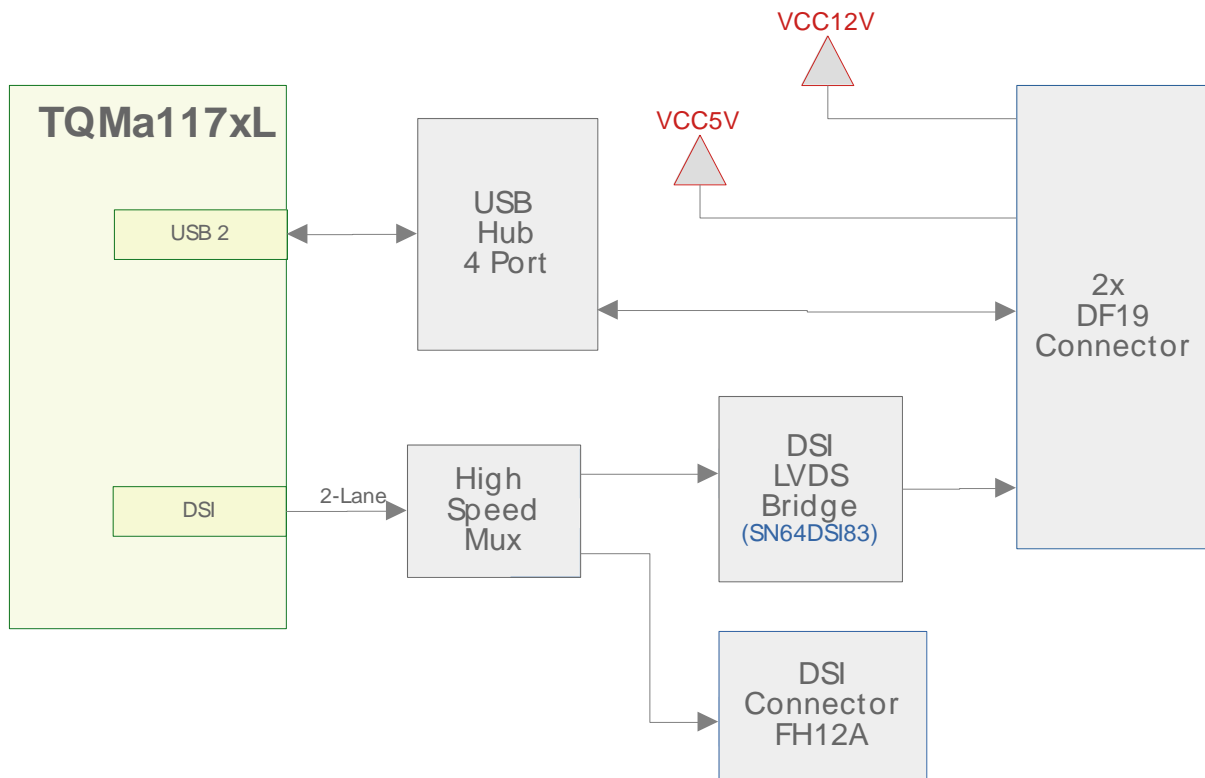 VCC12V
TQMa117xL
VCC5V
USB 2
USB
Hub
4 Port
2x
DF19
Connector
DSI
2-Lane
High
Speed
Mux
DSI
LVDS
Bridge
(SN64DSI83)
DSI
Connector
FH12A